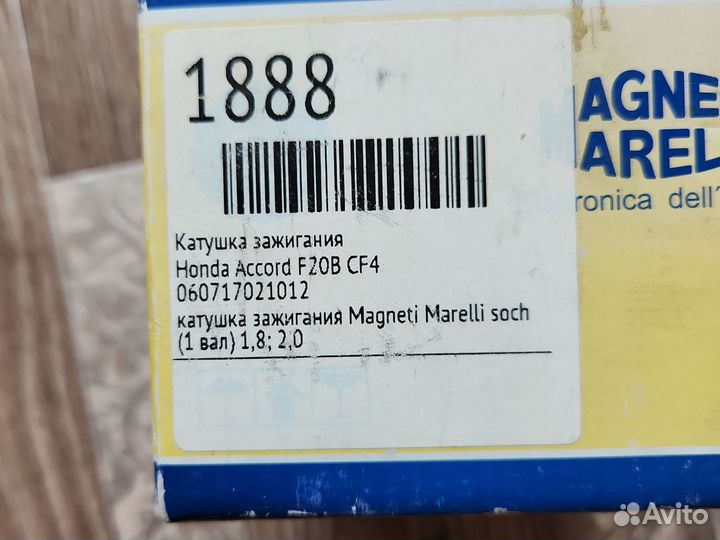 1888
AGNE
AREL
ronica dell'
Катушка зажигания
Honda Accord F20B CF4
060717021012
катушка зажигания Magneti Marelli soch
(1 вал) 1,8; 2,0
Avito